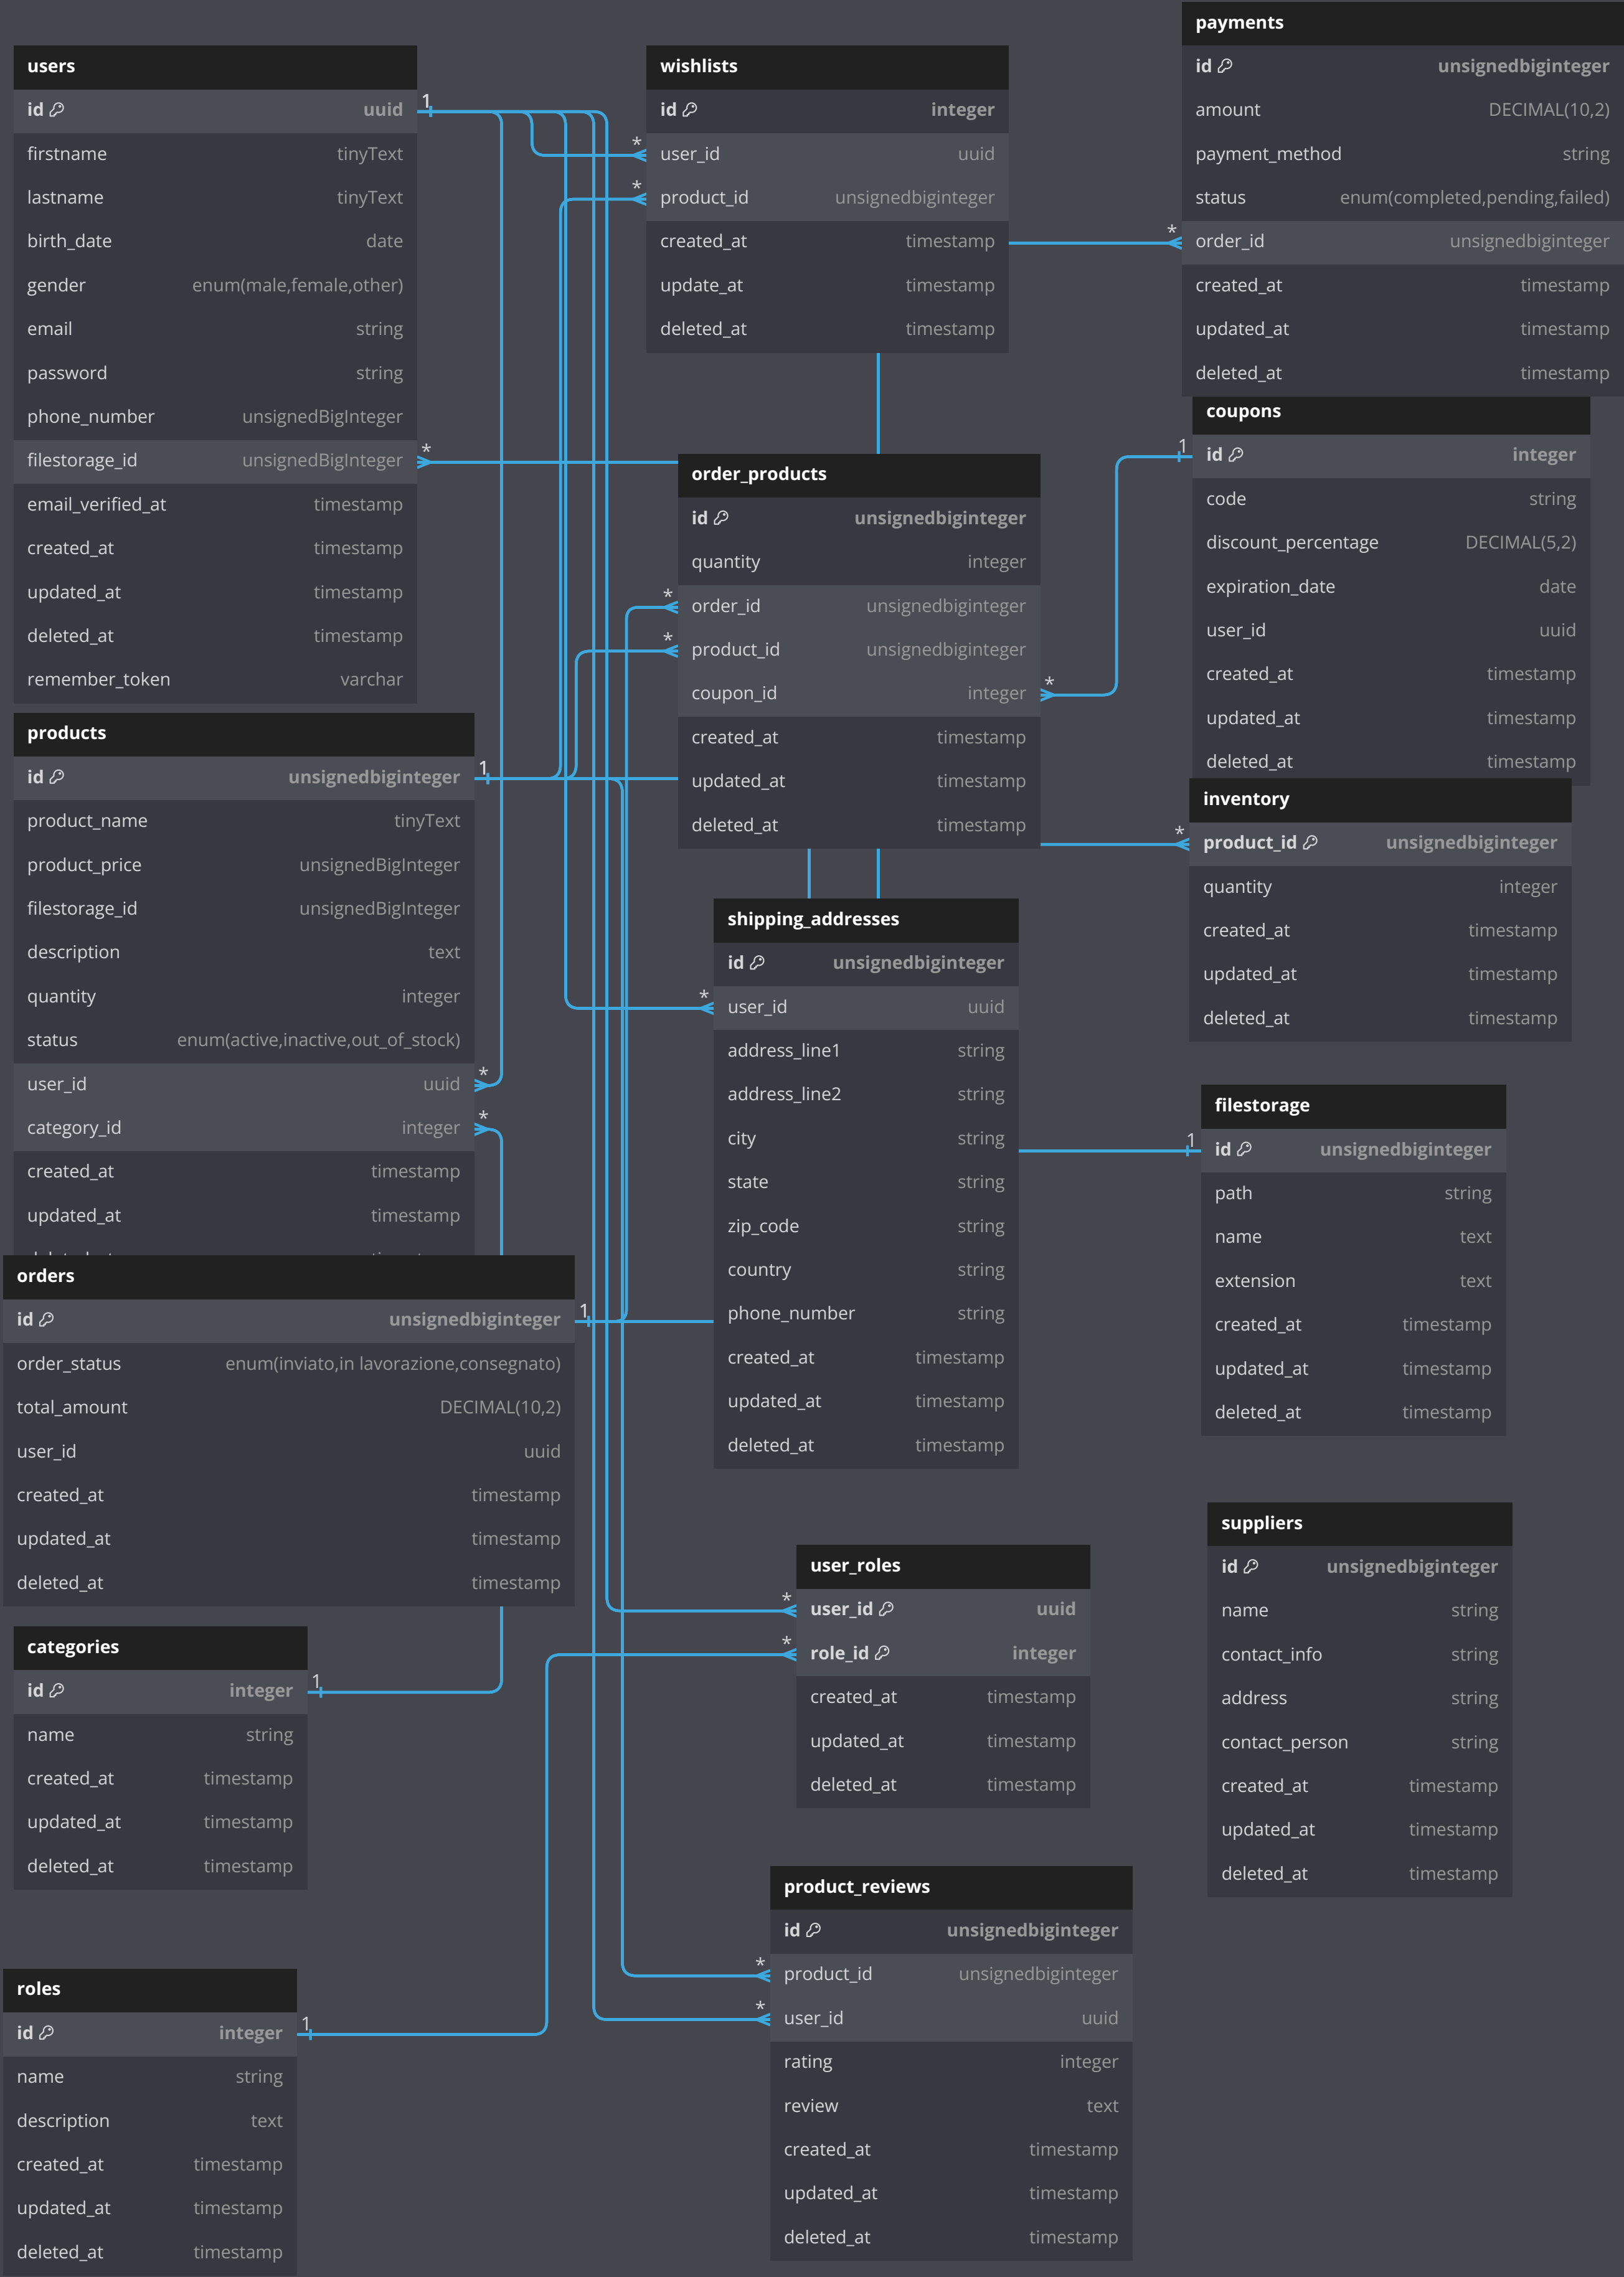 users
id uuid
firstname tinyText
lastname tinyText
birth_date date
gender enum(male,female,other)
email string
password string
phone_number unsignedBigInteger
filestorage_id unsignedBigInteger
email_verified_at timestamp
created_at timestamp
updated_at timestamp
deleted_at timestamp
remember_token varchar
1
*
products
id unsignedbiginteger
product_name tinyText
product_price unsignedBigInteger
filestorage_id unsignedBigInteger
description text
quantity integer
status enum(active,inactive,out_of_stock)
user_id uuid
category_id integer
created_at timestamp
updated_at timestamp
1
*
*
orders
id unsignedbiginteger
order_status enum(inviato,in lavorazione,consegnato)
total_amount DECIMAL(10,2)
user_id uuid
created_at timestamp
updated_at timestamp
deleted_at timestamp
1
categories
id integer
name string
created_at timestamp
updated_at timestamp
deleted_at timestamp
1
roles
id integer
name string
description text
created_at timestamp
updated_at timestamp
deleted_at timestamp
1
wishlists
id integer
* user_id uuid
* product_id unsignedbiginteger
created_at timestamp
update_at timestamp
deleted_at timestamp
order_products
id unsignedbiginteger
quantity integer
* order_id unsignedbiginteger
* product_id unsignedbiginteger
coupon_id integer *
created_at timestamp
updated_at timestamp
deleted_at timestamp
shipping_addresses
id unsignedbiginteger
* user_id uuid
address_line1 string
address_line2 string
city string
state string
zip_code string
country string
phone_number string
created_at timestamp
updated_at timestamp
deleted_at timestamp
user_roles
* user_id uuid
* role_id integer
created_at timestamp
updated_at timestamp
deleted_at timestamp
product_reviews
id unsignedbiginteger
* product_id unsignedbiginteger
* user_id uuid
rating integer
review text
created_at timestamp
updated_at timestamp
deleted_at timestamp
payments
id unsignedbiginteger
amount DECIMAL(10,2)
payment_method string
status enum(completed,pending,failed)
* order_id unsignedbiginteger
created_at timestamp
updated_at timestamp
deleted_at timestamp
coupons
1 id integer
code string
discount_percentage DECIMAL(5,2)
expiration_date date
user_id uuid
created_at timestamp
updated_at timestamp
deleted_at timestamp
inventory
* product_id unsignedbiginteger
quantity integer
created_at timestamp
updated_at timestamp
deleted_at timestamp
filestorage
1 id unsignedbiginteger
path string
name text
extension text
created_at timestamp
updated_at timestamp
deleted_at timestamp
suppliers
id unsignedbiginteger
name string
contact_info string
address string
contact_person string
created_at timestamp
updated_at timestamp
deleted_at timestamp